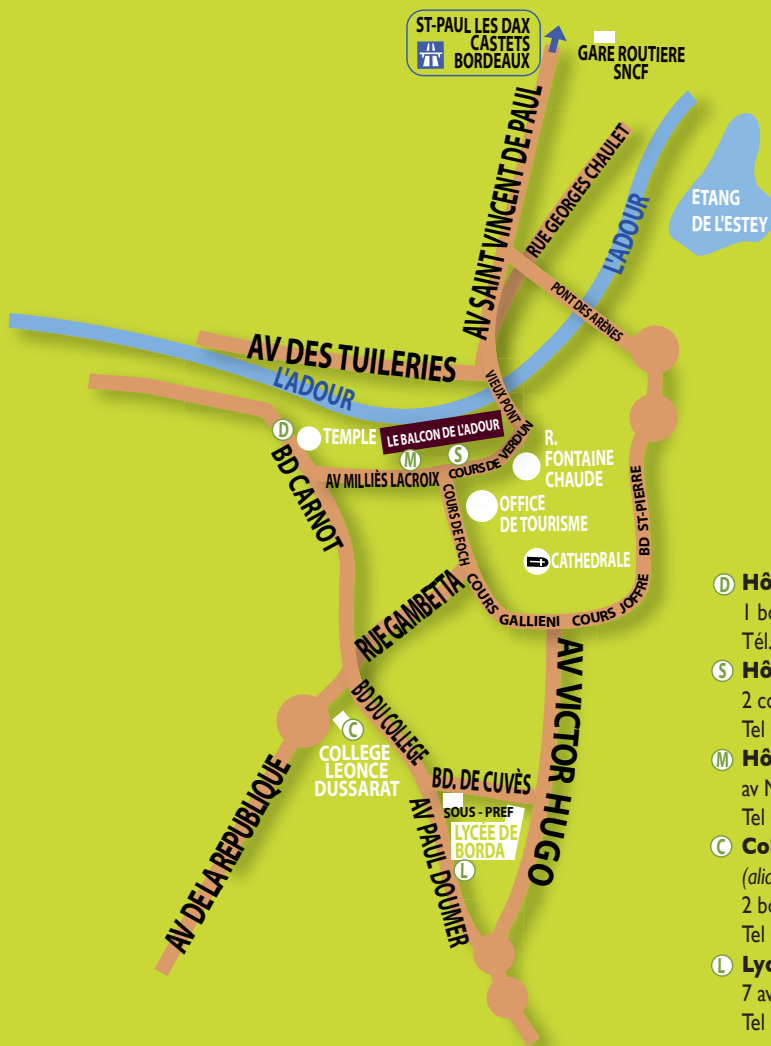 ST-PAUL LES DAX
CASTETS
BORDEAUX
GARE ROUTIERE
SNCF
AV SAINT VINCENT DE PAUL
RUE GEORGES CHAULET
L'ADOUR
ETANG
DE L'ESTEY
PONT DES ARÈNES
AV DES TUILERIES
L'ADOUR
VIEUX PONT
D
TEMPLE
LE BALCON DE L'ADOUR
M
S
COURS DE VERDUN
R.
FONTAINE
CHAUDE
BD CARNOT
AV MILLIÈS LACROIX
COURS DE FOCH
OFFICE
DE TOURISME
BD ST-PIERRE
CATHEDRALE
RUE GAMBETTA
COURS GALLIENI
COURS JOFFRE
BD DU COLLEGE
C
COLLEGE
LEONCE
DUSSARAT
AV VICTOR HUGO
BD. DE CUVÈS
AV DE LA REPUBLIQUE
AV PAUL DOUMER
SOUS - PREF
LYCÉE DE
BORDA
L
D Hô
1 bo
Tél.
S Hô
2 co
Tel
M Hô
av
Tel
C Co
(alia
2 bo
Tel
L Lyc
7 av
Tel